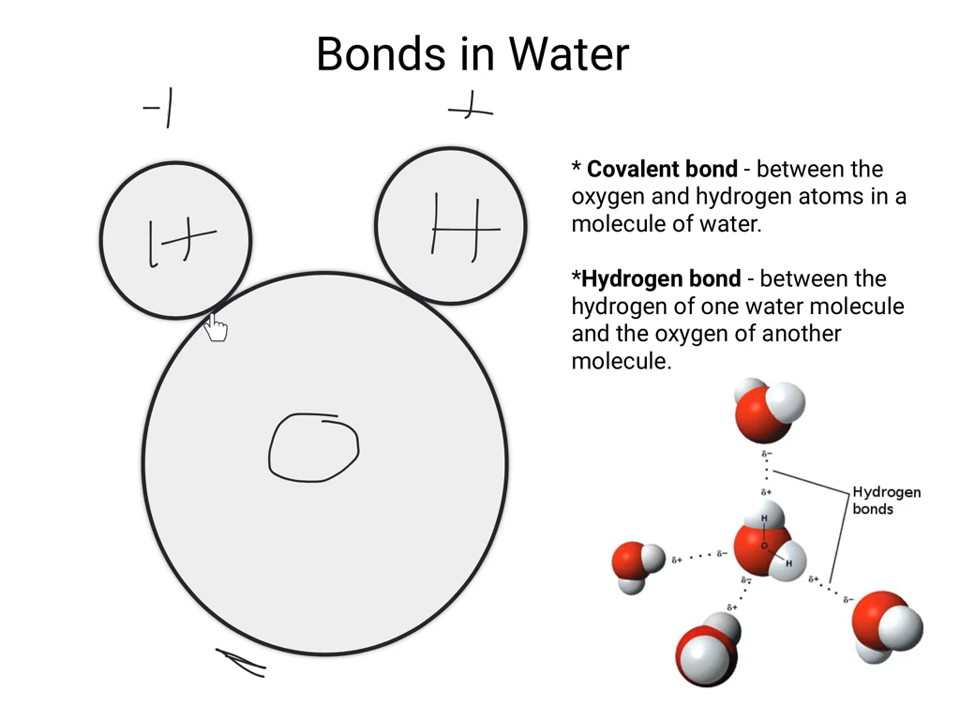 Bonds in Water
+
H
H
O
* Covalent bond - between the
oxygen and hydrogen atoms in a
molecule of water.
*Hydrogen bond - between the
hydrogen of one water molecule
and the oxygen of another
molecule.
δ-
δ+
Hydrogen
bonds
H
O
H
δ+
δ-
δ-
δ+
δ+
δ-